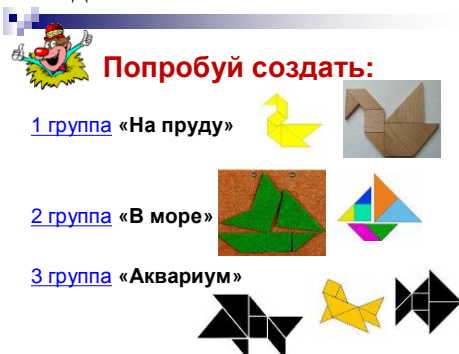 Попробуй создать:
1 группа «На пруду»
2 группа «В море»
3 группа «Аквариум»